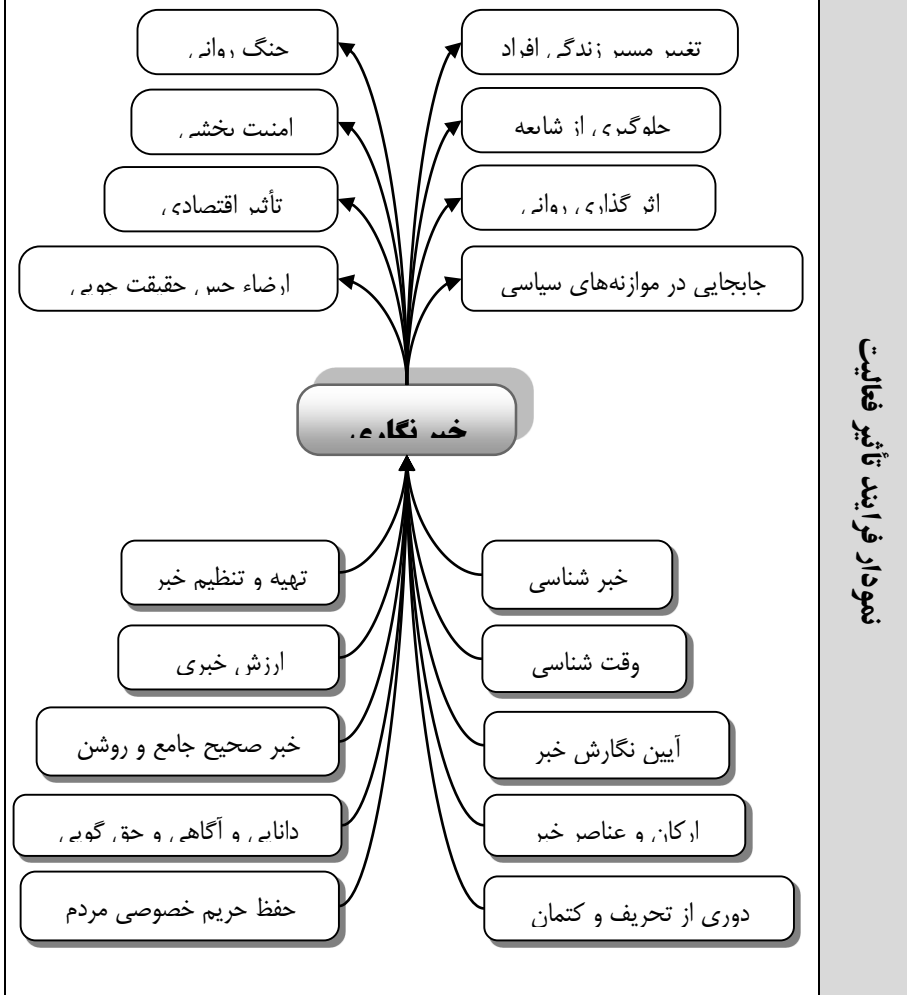 نمودار فرایند تأثیر فعالیت
تغییر مسیر زندگی افراد
جنگ روانی
جلوگیری از شایعه
امنیت بخشی
اثر گذاری روانی
تأثیر اقتصادی
جابجایی در موازنه‌های سیاسی
ارضاء حس حقیقت جویی
خبر نگاری
خبر شناسی
تهیه و تنظیم خبر
وقت شناسی
ارزش خبری
آیین نگارش خبر
خبر صحیح جامع و روشن
ارکان و عناصر خبر
دانایی و آگاهی و حق گویی
دوری از تحریف و کتمان
حفظ حریم خصوصی مردم